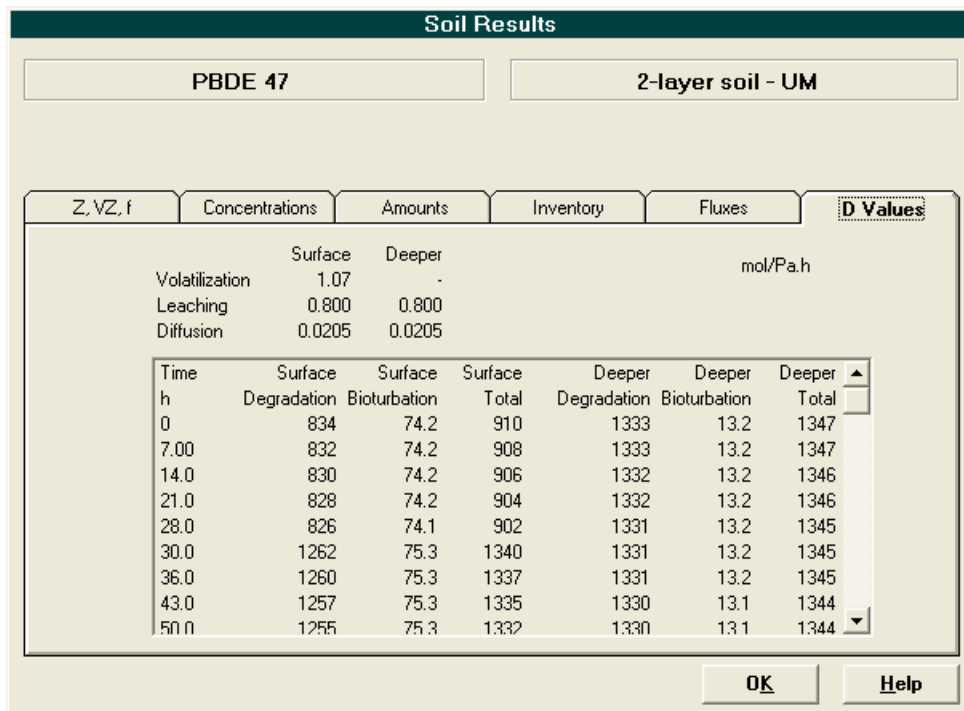 Soil Results
PBDE 47 2-layer soil - UM
Z, VZ, f Concentrations Amounts Inventory Fluxes D Values
Surface Deeper
mol/Pa.h
Volatilization 1.07 -
Leaching 0.800 0.800
Diffusion 0.0205 0.0205
Time Surface Surface Surface Deeper Deeper Deeper
h Degradation Bioturbation Total Degradation Bioturbation Total
0 834 74.2 910 1333 13.2 1347
7.00 832 74.2 908 1333 13.2 1347
14.0 830 74.2 906 1332 13.2 1346
21.0 828 74.2 904 1332 13.2 1346
28.0 826 74.1 902 1331 13.2 1345
30.0 1262 75.3 1340 1331 13.2 1345
36.0 1260 75.3 1337 1331 13.2 1345
43.0 1257 75.3 1335 1330 13.1 1344
50.0 1255 75.3 1332 1330 13.1 1344
OK Help